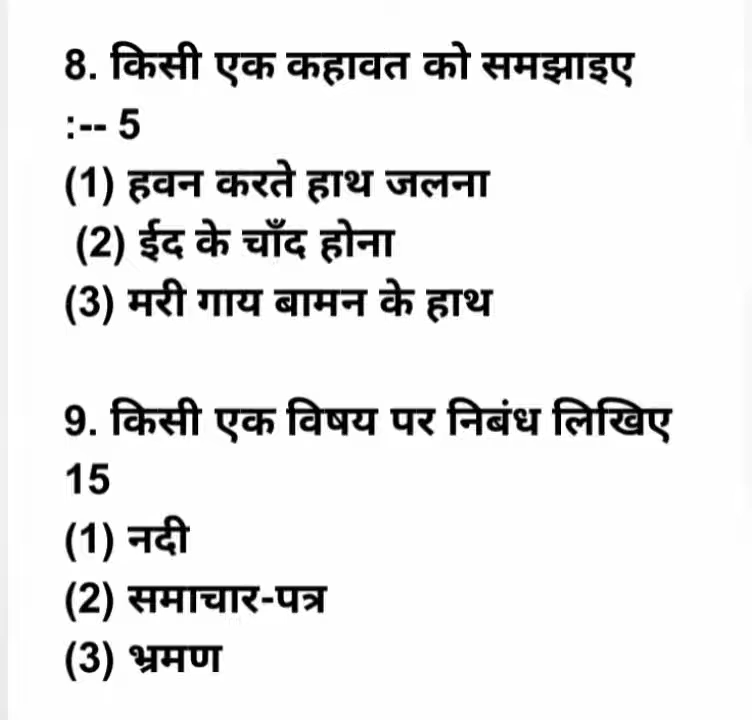 8. किसी एक कहावत को समझाइए
:-- 5
(1) हवन करते हाथ जलना
(2) ईद के चाँद होना
(3) मरी गाय बामन के हाथ
9. किसी एक विषय पर निबंध लिखिए
15
(1) नदी
(2) समाचार-पत्र
(3) भ्रमण